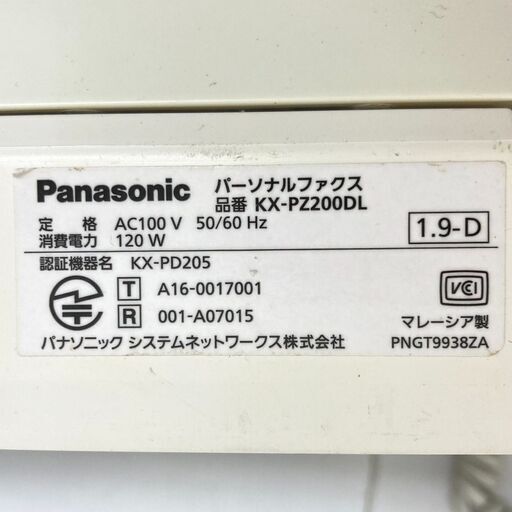 Panasonic パーソナルファクス
品番 KX-PZ200DL
定 格 AC100 V 50/60 Hz
消費電力 120 W
1.9-D
認証機器名 KX-PD205
T A16-0017001
R 001-A07015
VCI
マレーシア製
パナソニック システムネットワークス株式会社
PNGT9938ZA